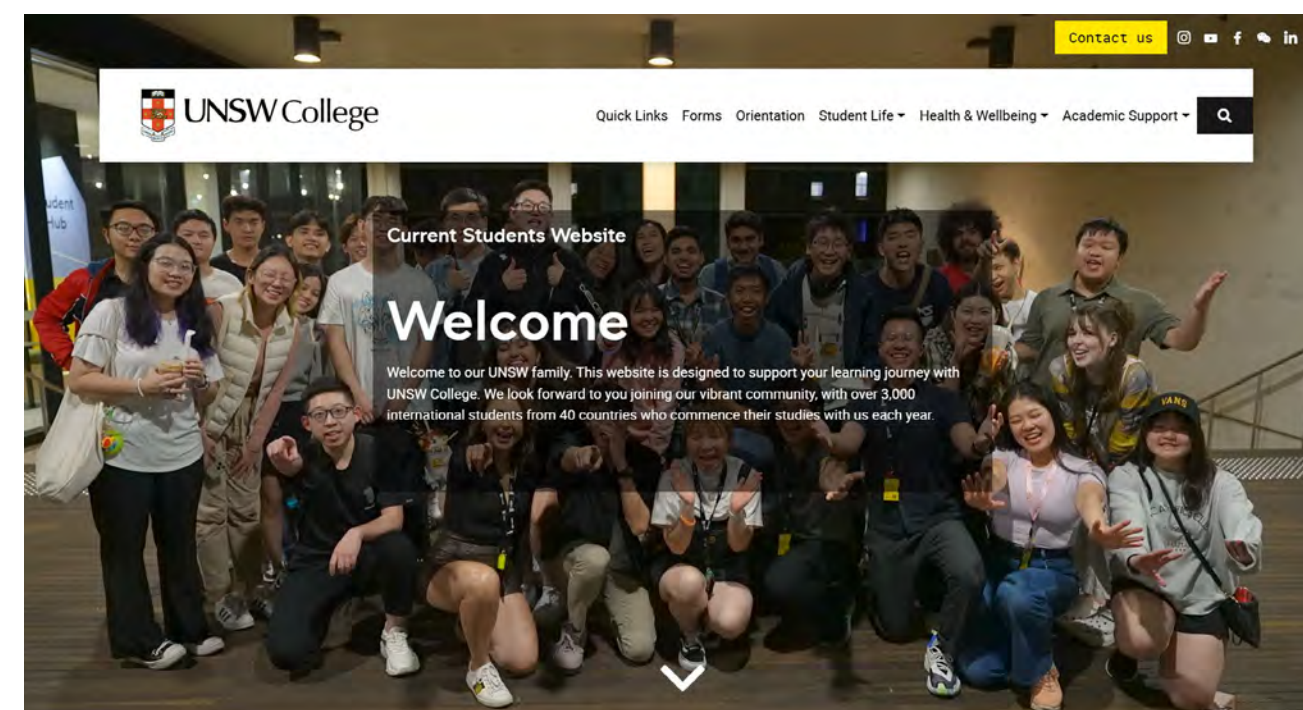 Contact us
UNSW College
Quick Links Forms Orientation Student Life Health & Wellbeing Academic Support
Current Students Website
Welcome
Welcome to our UNSW family. This website is designed to support your learning journey with
UNSW College. We look forward to you joining our vibrant community, with over 3,000
international students from 40 countries who commence their studies with us each year.
Hub
VANS